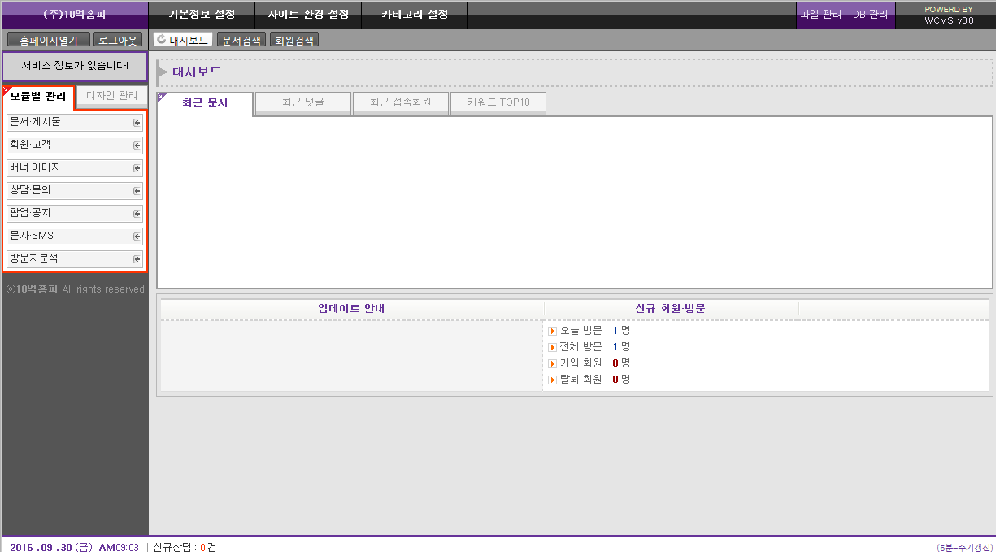 (주)10억홈피 기본정보 설정 사이트 환경 설정 카테고리 설정 파일 관리 DB 관리 POWERD BY
WCMS v3.0
홈페이지열기 로그아웃 대시보드 문서검색 회원검색
서비스 정보가 없습니다!
대시보드
모듈별 관리 디자인 관리
최근 문서 최근 댓글 최근 접속회원 키워드 TOP10
문서·게시물
회원·고객
배너·이미지
상담·문의
팝업·공지
문자·SMS
방문자분석
ⓒ10억홈피 All rights reserved
업데이트 안내 신규 회원·방문
오늘 방문 : 1 명
전체 방문 : 1 명
가입 회원 : 0 명
탈퇴 회원 : 0 명
2016 .09 .30 (금) AM09:03 | 신규상담 : 0 건 (6분-주기갱신)